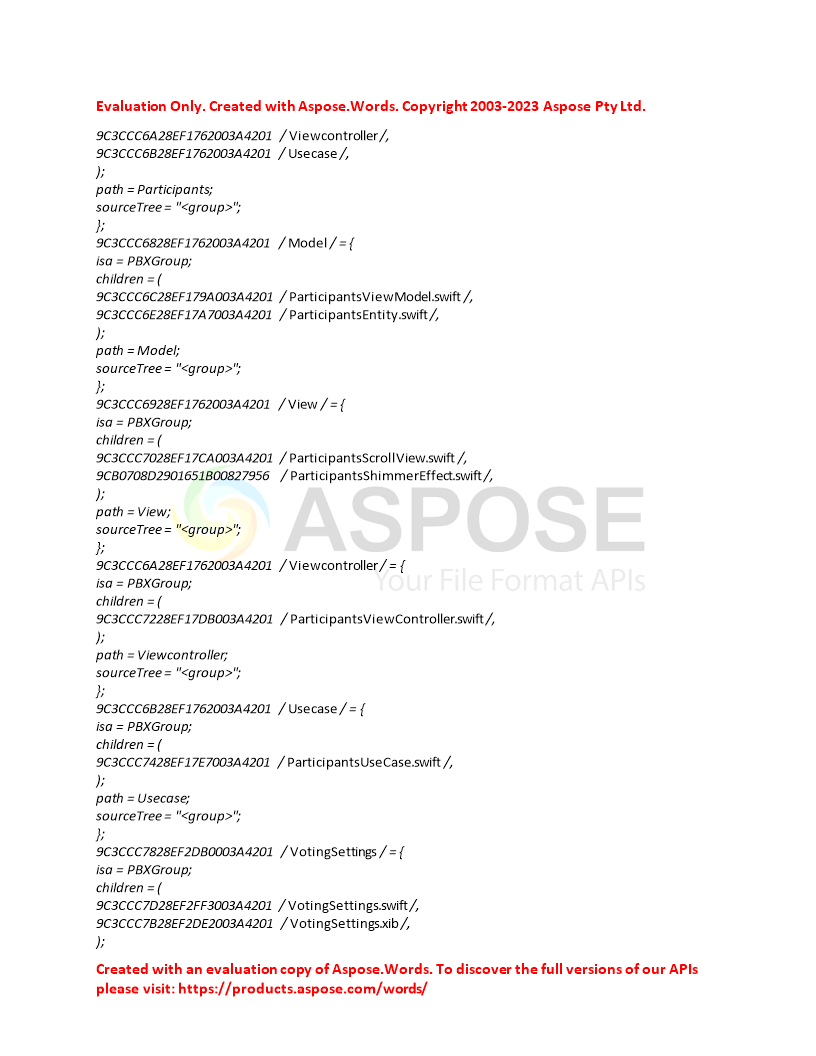 Evaluation Only. Created with Aspose.Words. Copyright 2003-2023 Aspose Pty Ltd.
9C3CCC6A28EF1762003A4201 / Viewcontroller /,
9C3CCC6B28EF1762003A4201 / Usecase /,
);
path = Participants;
sourceTree = "<group>";
};
9C3CCC6828EF1762003A4201 / Model / = {
isa = PBXGroup;
children = (
9C3CCC6C28EF179A003A4201 / ParticipantsViewModel.swift /,
9C3CCC6E28EF17A7003A4201 / ParticipantsEntity.swift /,
);
path = Model;
sourceTree = "<group>";
};
9C3CCC6928EF1762003A4201 / View / = {
isa = PBXGroup;
children = (
9C3CCC7028EF17CA003A4201 / ParticipantsScrollView.swift /,
9CB0708D2901651B00827956 / ParticipantsShimmerEffect.swift /,
);
path = View;
sourceTree = "<group>";
};
ASPOSE
9C3CCC6A28EF1762003A4201 / Viewcontroller / = {
Your File Format APIs
isa = PBXGroup;
children = (
9C3CCC7228EF17DB003A4201 / ParticipantsViewController.swift /,
);
path = Viewcontroller;
sourceTree = "<group>";
};
9C3CCC6B28EF1762003A4201 / Usecase / = {
isa = PBXGroup;
children = (
9C3CCC7428EF17E7003A4201 / ParticipantsUseCase.swift /,
);
path = Usecase;
sourceTree = "<group>";
};
9C3CCC7828EF2DB0003A4201 / VotingSettings / = {
isa = PBXGroup;
children = (
9C3CCC7D28EF2FF3003A4201 / VotingSettings.swift /,
9C3CCC7B28EF2DE2003A4201 / VotingSettings.xib /,
);
Created with an evaluation copy of Aspose.Words. To discover the full versions of our APIs
please visit: https://products.aspose.com/words/